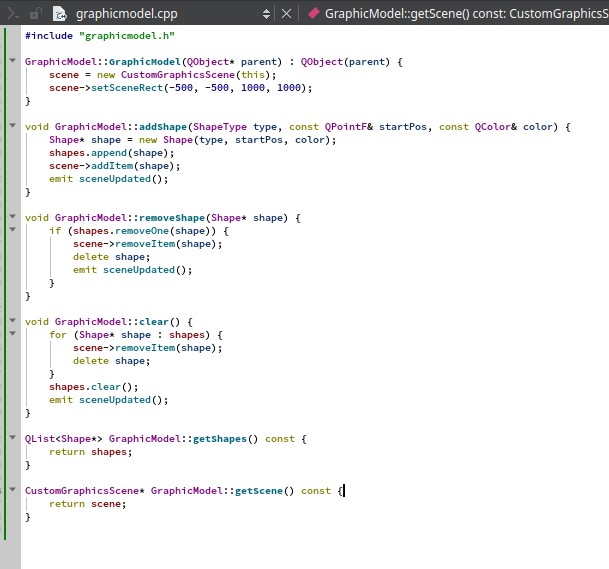 graphicmodel.cpp GraphicModel::getScene() const: CustomGraphicsS
#include "graphicmodel.h"
GraphicModel::GraphicModel(QObject* parent) : QObject(parent) {
    scene = new CustomGraphicsScene(this);
    scene->setSceneRect(-500, -500, 1000, 1000);
}
void GraphicModel::addShape(ShapeType type, const QPointF& startPos, const QColor& color) {
    Shape* shape = new Shape(type, startPos, color);
    shapes.append(shape);
    scene->addItem(shape);
    emit sceneUpdated();
}
void GraphicModel::removeShape(Shape* shape) {
    if (shapes.removeOne(shape)) {
        scene->removeItem(shape);
        delete shape;
        emit sceneUpdated();
    }
}
void GraphicModel::clear() {
    for (Shape* shape : shapes) {
        scene->removeItem(shape);
        delete shape;
    }
    shapes.clear();
    emit sceneUpdated();
}
QList<Shape*> GraphicModel::getShapes() const {
    return shapes;
}
CustomGraphicsScene* GraphicModel::getScene() const {
    return scene;
}